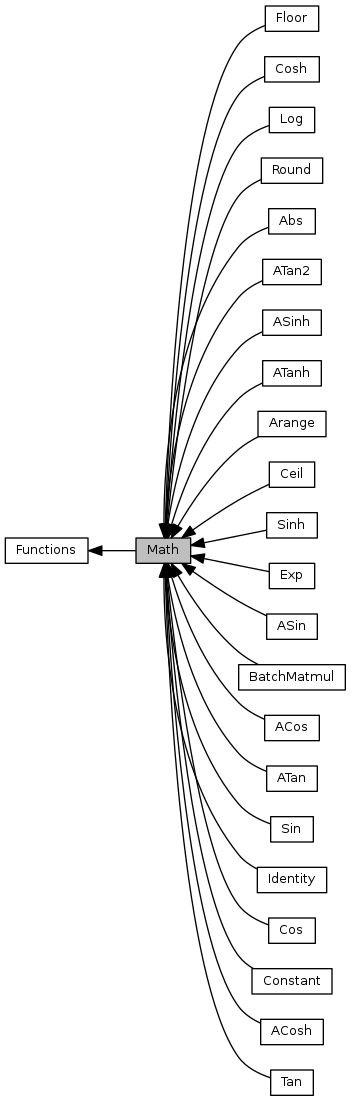 Floor
Cosh
Log
Round
Abs
ATan2
ASinh
ATanh
Arange
Ceil
Sinh
Functions
Math
Exp
ASin
BatchMatmul
ACos
ATan
Sin
Identity
Cos
Constant
ACosh
Tan